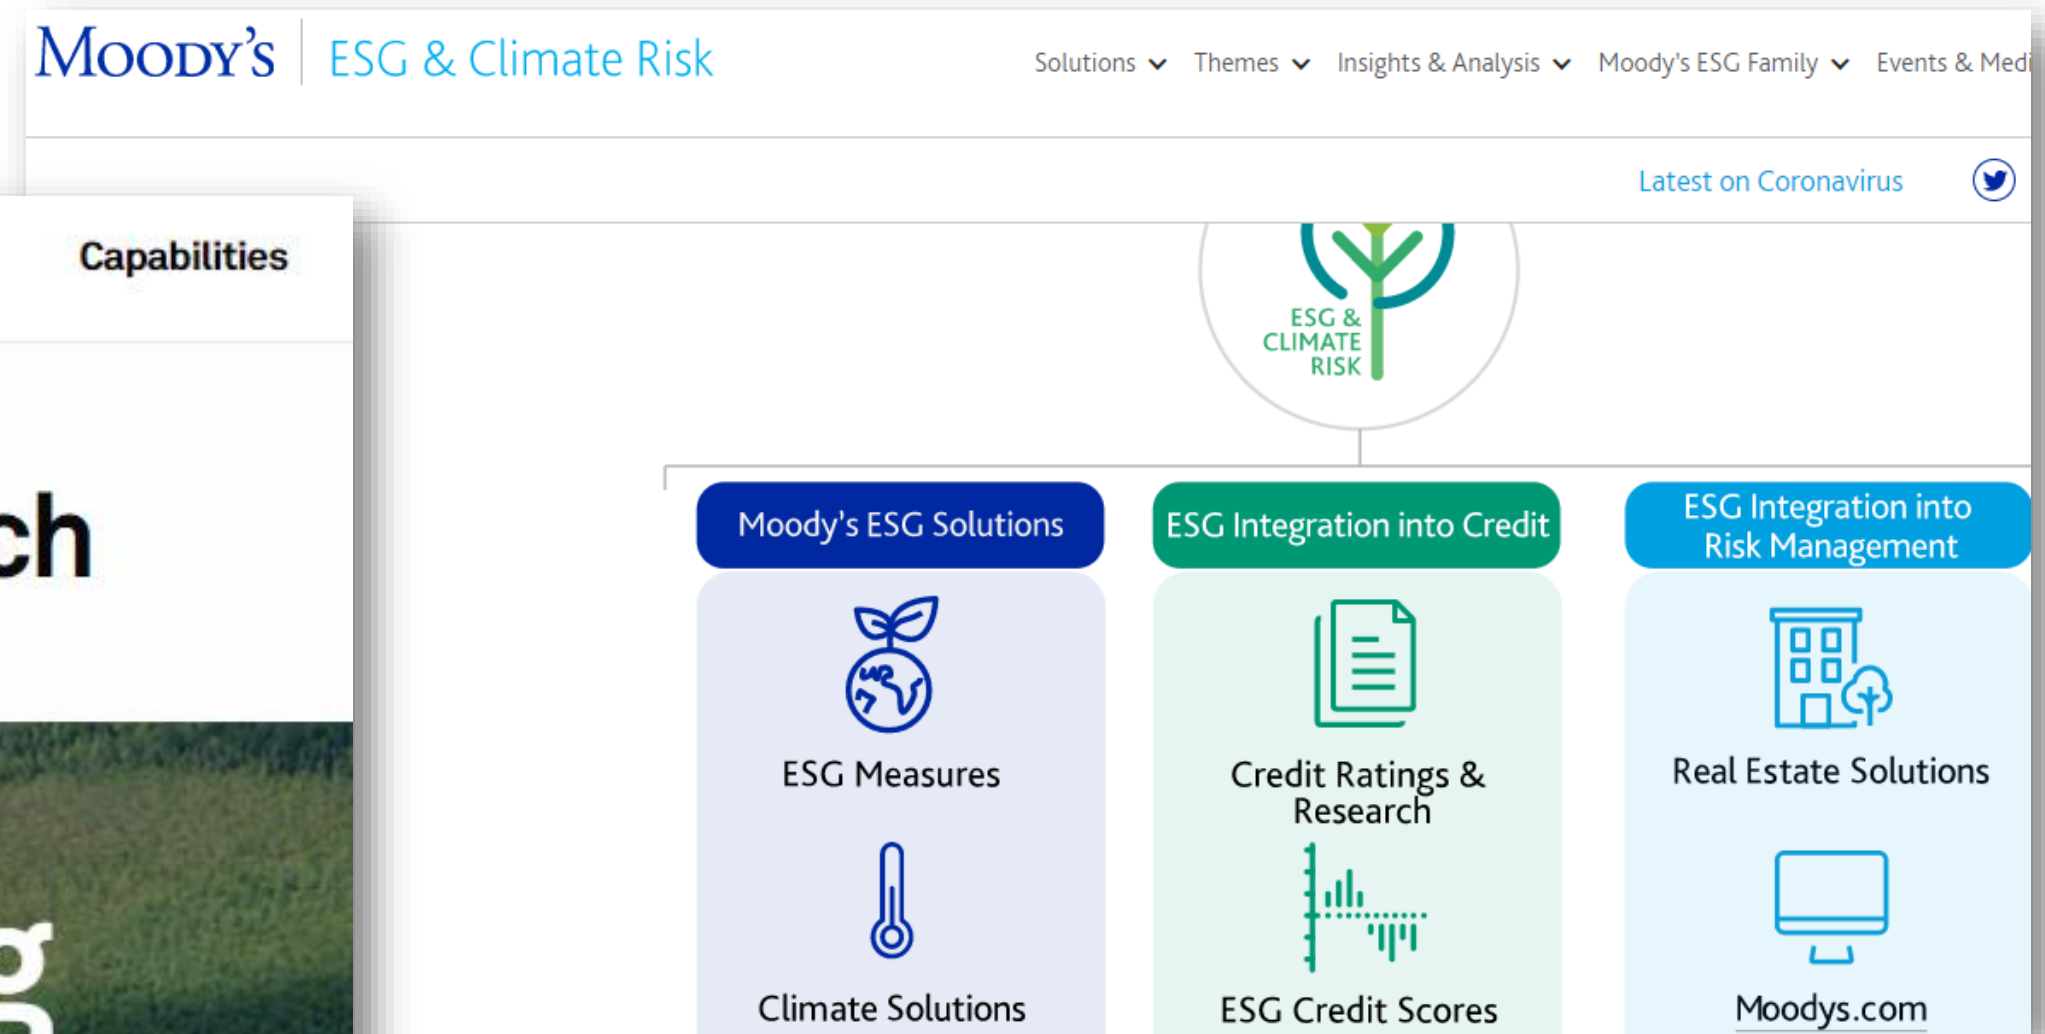 MOODY'S ESG & Climate Risk
Solutions Themes Insights & Analysis Moody's ESG Family Events & Medi
Latest on Coronavirus
Capabilities
ch
g
ESG &
CLIMATE
RISK
Moody's ESG Solutions
ESG Measures
Climate Solutions
ESG Integration into Credit
Credit Ratings &
Research
ESG Credit Scores
ESG Integration into
Risk Management
Real Estate Solutions
Moodys.com